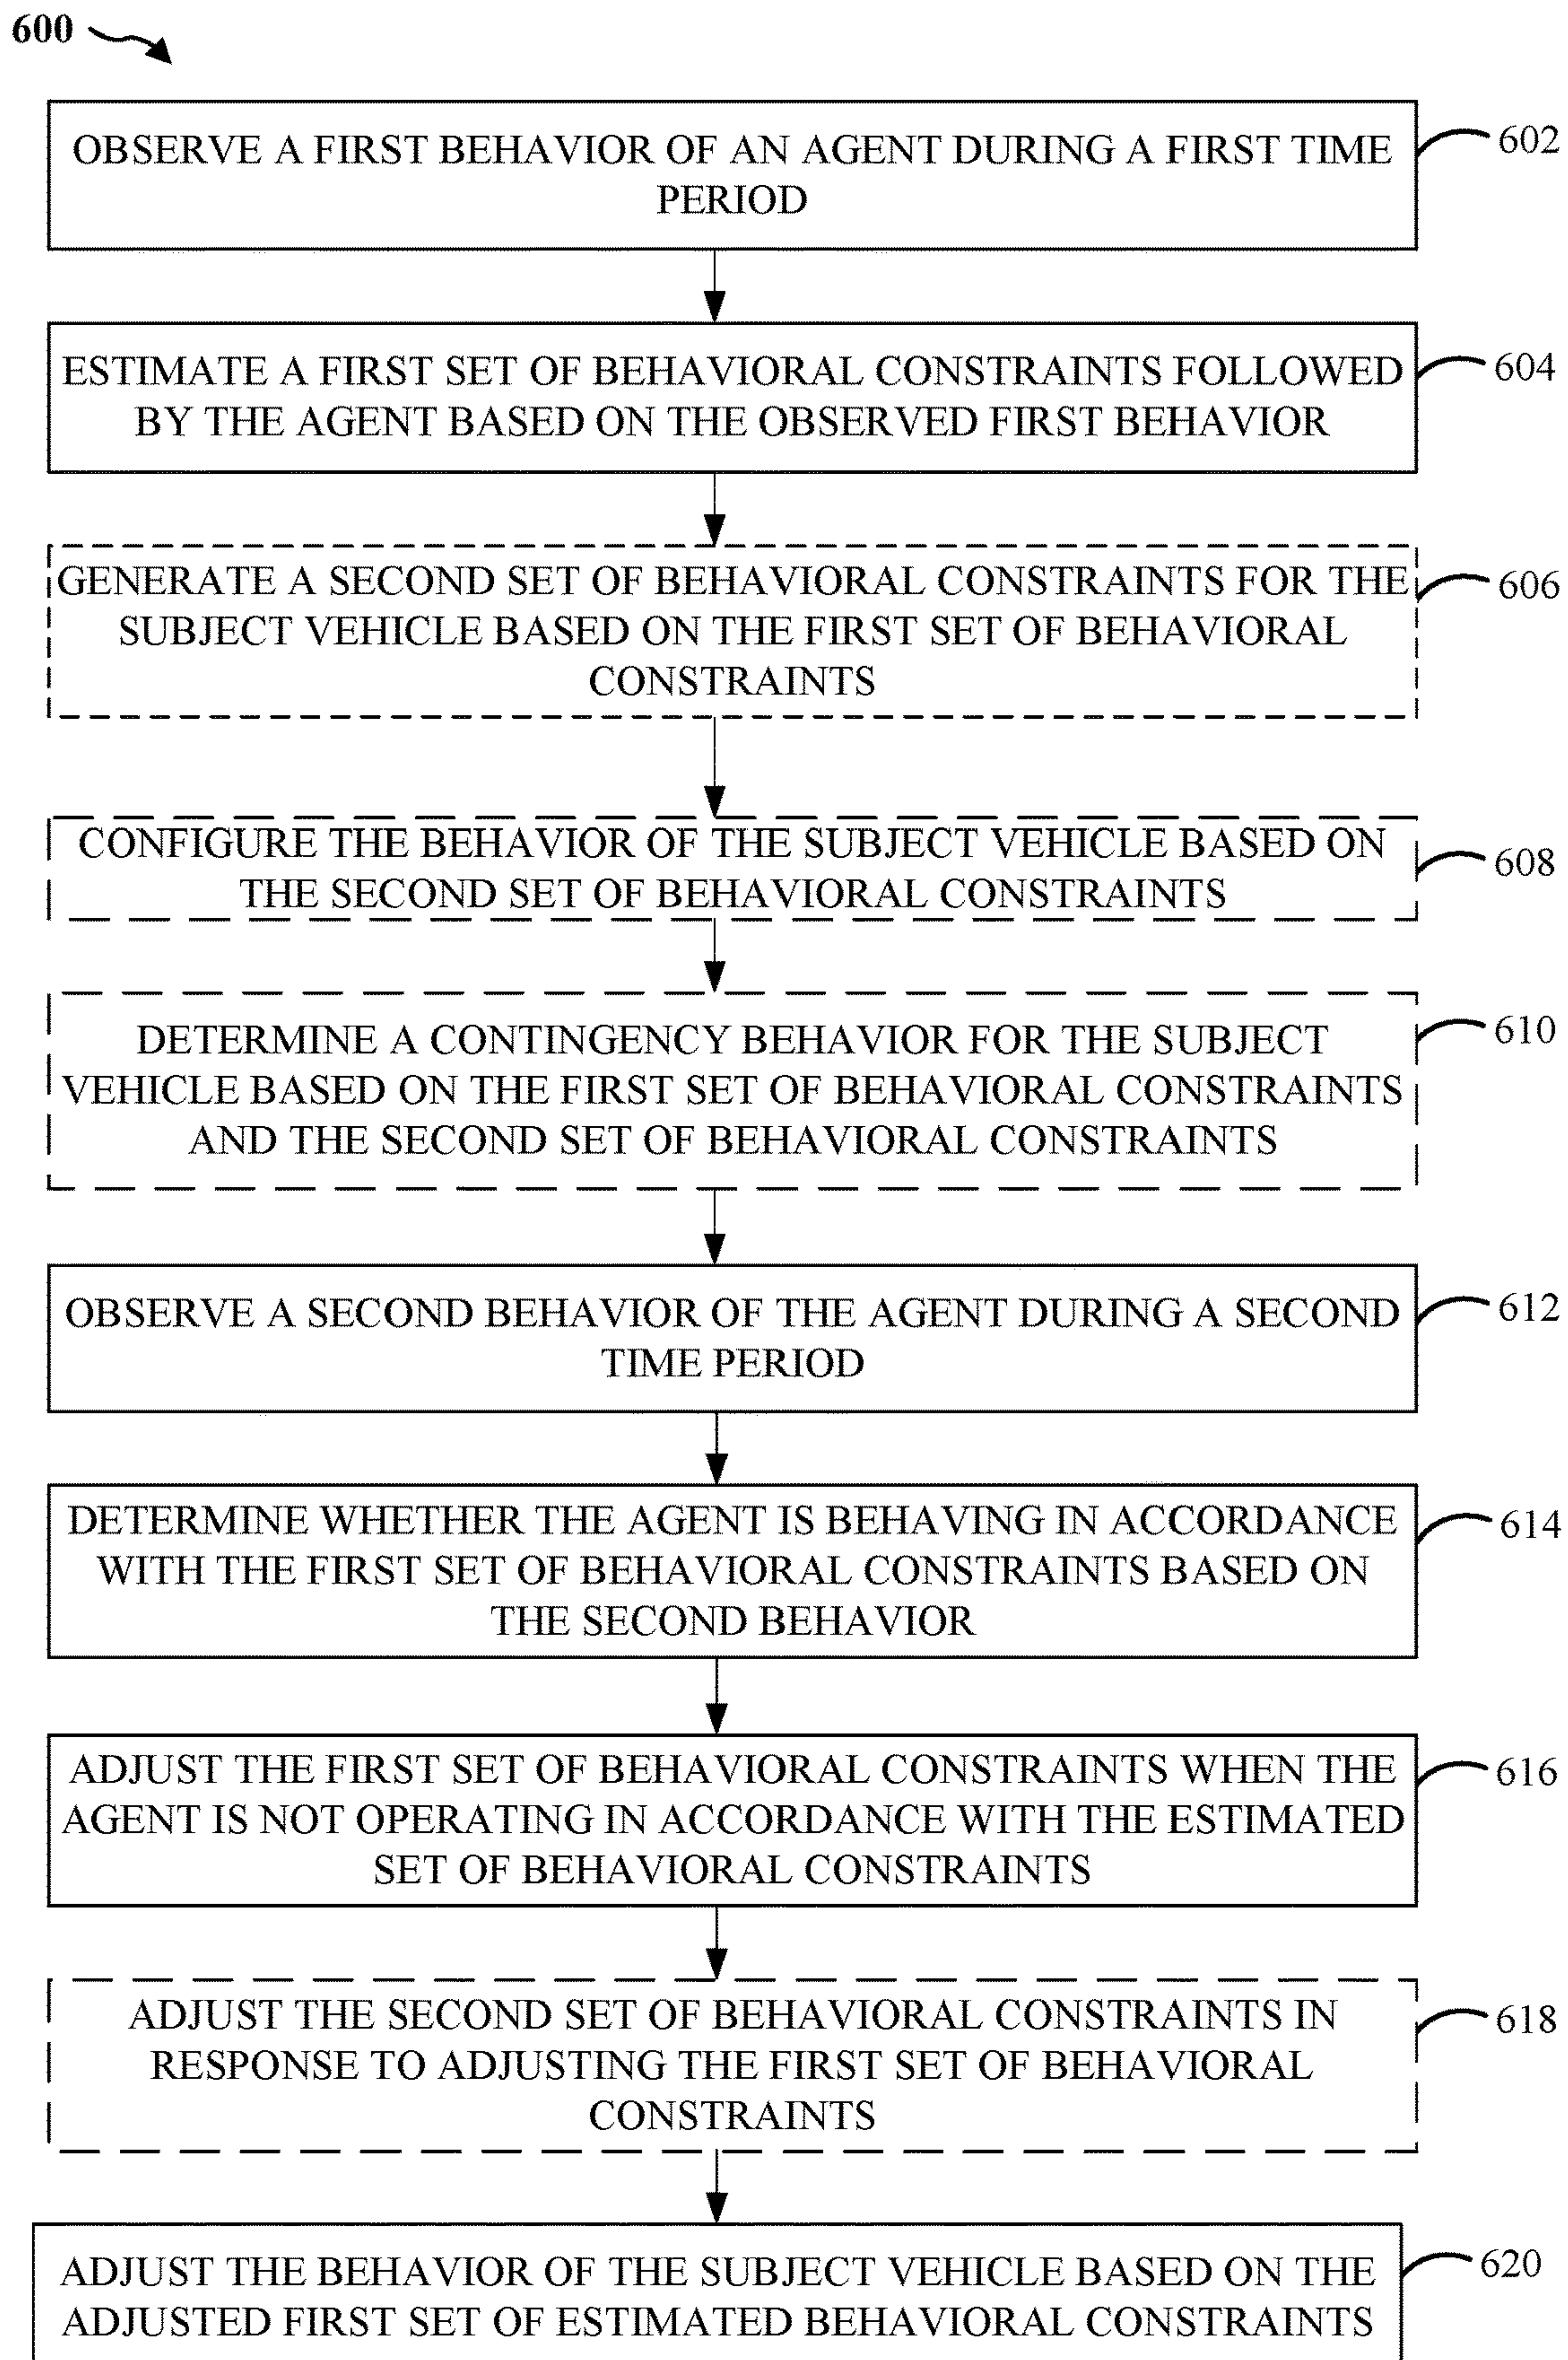 600
OBSERVE A FIRST BEHAVIOR OF AN AGENT DURING A FIRST TIME
PERIOD
602
ESTIMATE A FIRST SET OF BEHAVIORAL CONSTRAINTS FOLLOWED
BY THE AGENT BASED ON THE OBSERVED FIRST BEHAVIOR
604
GENERATE A SECOND SET OF BEHAVIORAL CONSTRAINTS FOR THE
SUBJECT VEHICLE BASED ON THE FIRST SET OF BEHAVIORAL
CONSTRAINTS
606
CONFIGURE THE BEHAVIOR OF THE SUBJECT VEHICLE BASED ON
THE SECOND SET OF BEHAVIORAL CONSTRAINTS
608
DETERMINE A CONTINGENCY BEHAVIOR FOR THE SUBJECT
VEHICLE BASED ON THE FIRST SET OF BEHAVIORAL CONSTRAINTS
AND THE SECOND SET OF BEHAVIORAL CONSTRAINTS
610
OBSERVE A SECOND BEHAVIOR OF THE AGENT DURING A SECOND
TIME PERIOD
612
DETERMINE WHETHER THE AGENT IS BEHAVING IN ACCORDANCE
WITH THE FIRST SET OF BEHAVIORAL CONSTRAINTS BASED ON
THE SECOND BEHAVIOR
614
ADJUST THE FIRST SET OF BEHAVIORAL CONSTRAINTS WHEN THE
AGENT IS NOT OPERATING IN ACCORDANCE WITH THE ESTIMATED
SET OF BEHAVIORAL CONSTRAINTS
616
ADJUST THE SECOND SET OF BEHAVIORAL CONSTRAINTS IN
RESPONSE TO ADJUSTING THE FIRST SET OF BEHAVIORAL
CONSTRAINTS
618
ADJUST THE BEHAVIOR OF THE SUBJECT VEHICLE BASED ON THE
ADJUSTED FIRST SET OF ESTIMATED BEHAVIORAL CONSTRAINTS
620